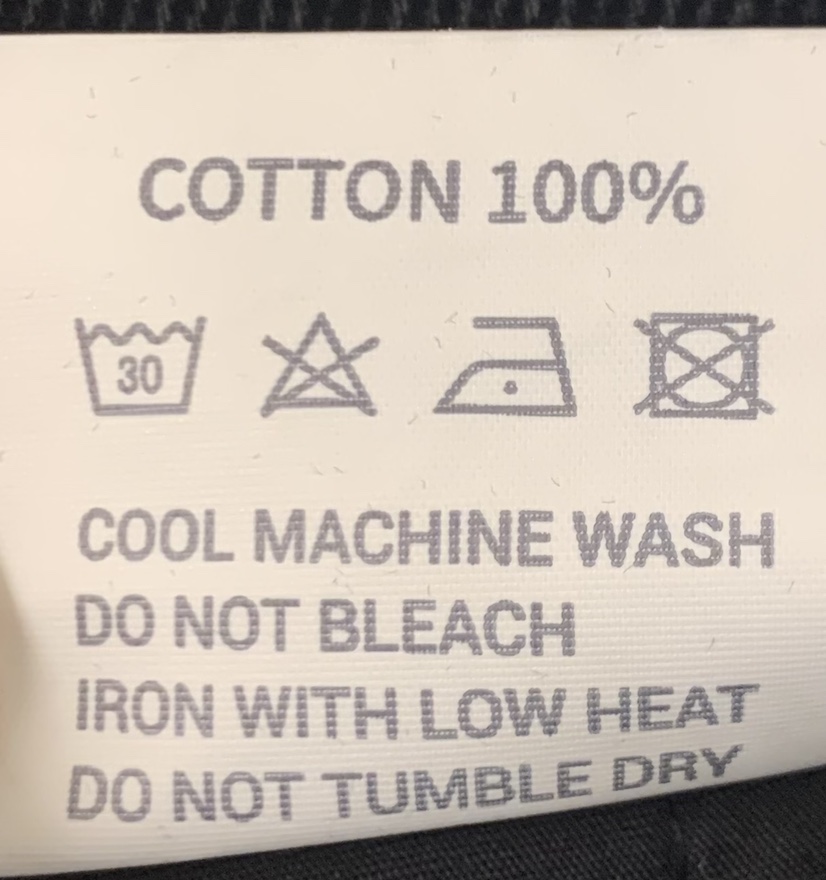 COTTON 100%
30
COOL MACHINE WASH
DO NOT BLEACH
IRON WITH LOW HEAT
DO NOT TUMBLE DRY